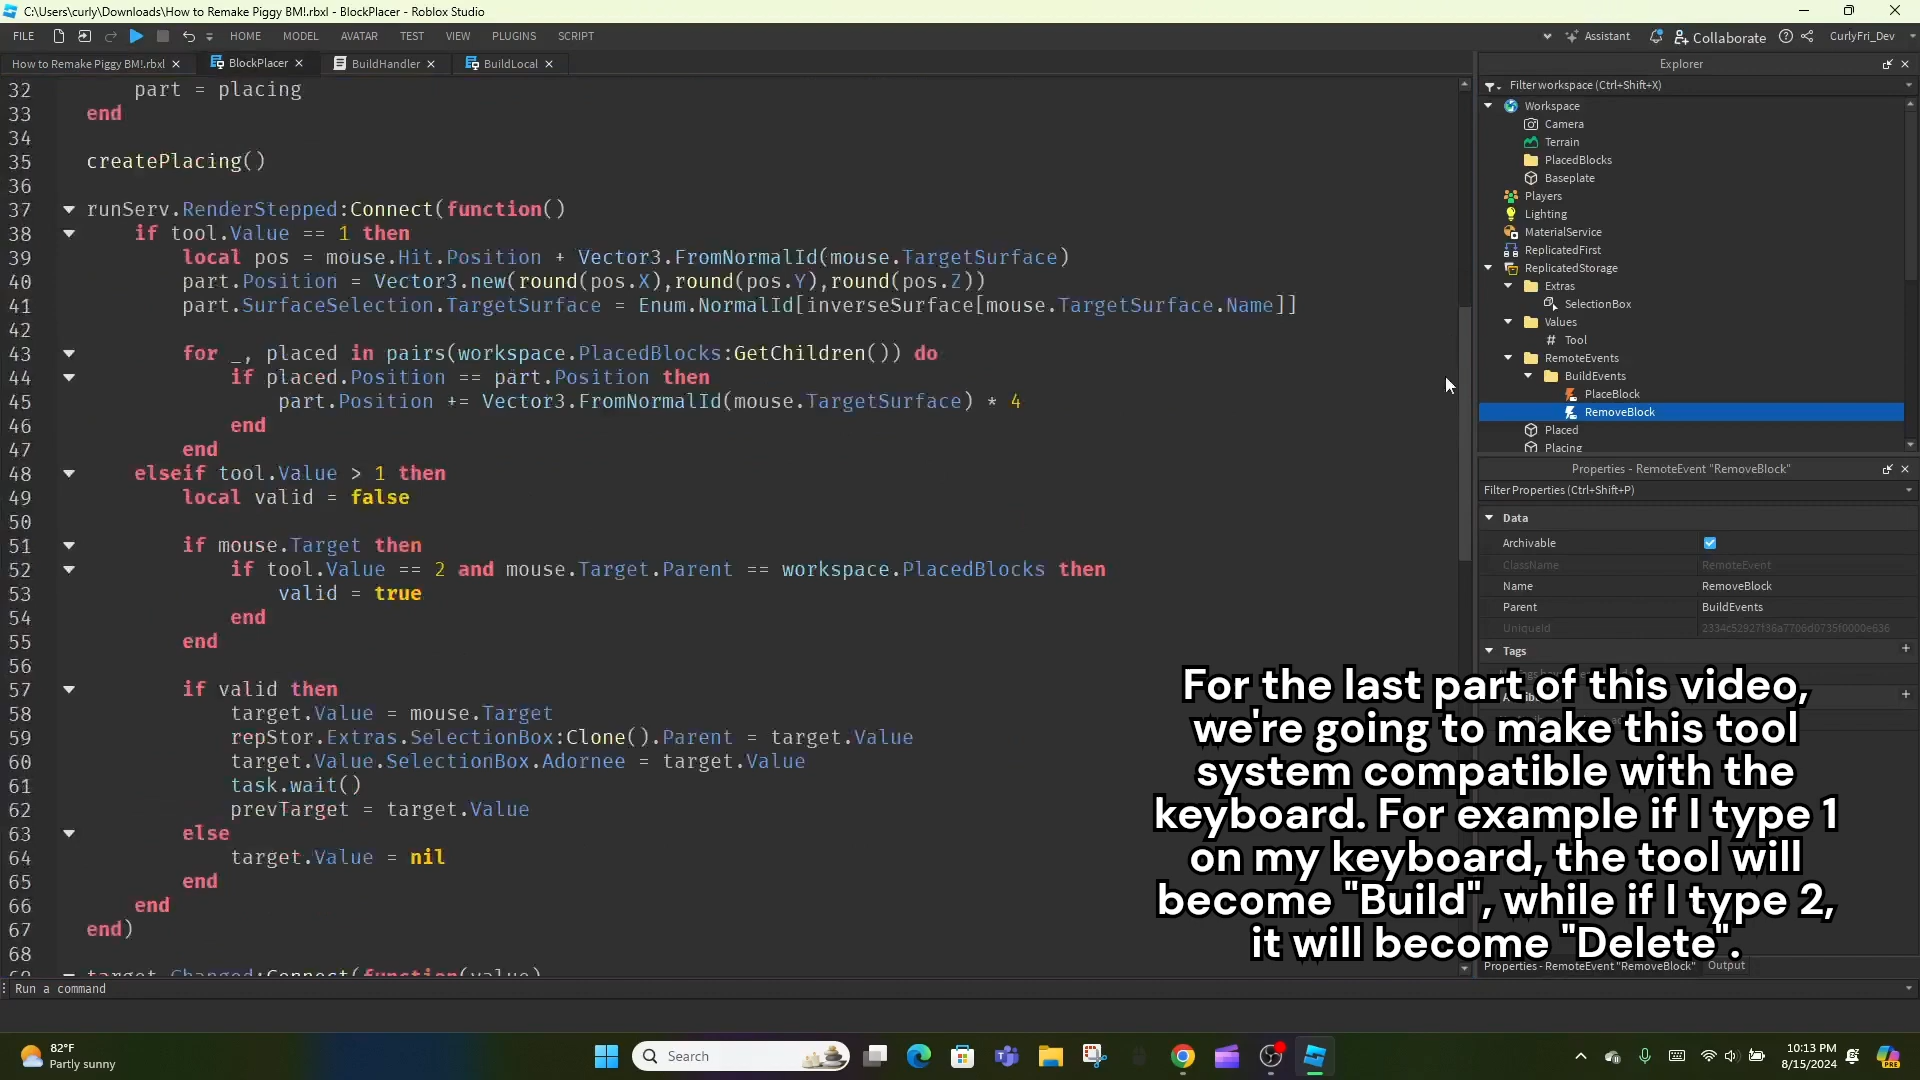 C:\Users\curly\Downloads\How to Remake Piggy BM!.rbxl - BlockPlacer - Roblox Studio
FILE HOME MODEL AVATAR TEST VIEW PLUGINS SCRIPT Assistant Collaborate CurlyFri_Dev
How to Remake Piggy BM!.rbxl BlockPlacer BuildHandler BuildLocal
32 part = placing
33 end
34
35 createPlacing()
36
37 runServ.RenderStepped:Connect(function()
38 if tool.Value == 1 then
39 local pos = mouse.Hit.Position + Vector3.FromNormalId(mouse.TargetSurface)
40 part.Position = Vector3.new(round(pos.X),round(pos.Y),round(pos.Z))
41 part.SurfaceSelection.TargetSurface = Enum.NormalId[inverseSurface[mouse.TargetSurface.Name]]
42
43 for _, placed in pairs(workspace.PlacedBlocks:GetChildren()) do
44 if placed.Position == part.Position then
45 part.Position += Vector3.FromNormalId(mouse.TargetSurface) * 4
46 end
47 end
48 elseif tool.Value > 1 then
49 local valid = false
50
51 if mouse.Target then
52 if tool.Value == 2 and mouse.Target.Parent == workspace.PlacedBlocks then
53 valid = true
54 end
55 end
56
57 if valid then
58 target.Value = mouse.Target
59 repStor.Extras.SelectionBox:Clone().Parent = target.Value
60 target.Value.SelectionBox.Adornee = target.Value
61 task.wait()
62 prevTarget = target.Value
63 else
64 target.Value = nil
65 end
66 end
67 end)
68
69 target.Changed:Connect(function(value)
Run a command
Explorer
Filter workspace (Ctrl+Shift+X)
Workspace
Camera
Terrain
PlacedBlocks
Baseplate
Players
Lighting
MaterialService
ReplicatedFirst
ReplicatedStorage
Extras
SelectionBox
Values
# Tool
RemoteEvents
BuildEvents
PlaceBlock
RemoveBlock
Placed
Placing
Properties - RemoteEvent "RemoveBlock"
Filter Properties (Ctrl+Shift+P)
Data
Archivable
ClassName RemoteEvent
Name RemoveBlock
Parent BuildEvents
UniqueId
Tags
For the last part of this video,
we're going to make this tool
system compatible with the
keyboard. For example if I type 1
on my keyboard, the tool will
become "Build", while if I type 2,
it will become "Delete".
Properties - RemoteEvent "RemoveBlock" Output
82°F
Partly sunny
Search
10:13 PM
8/15/2024